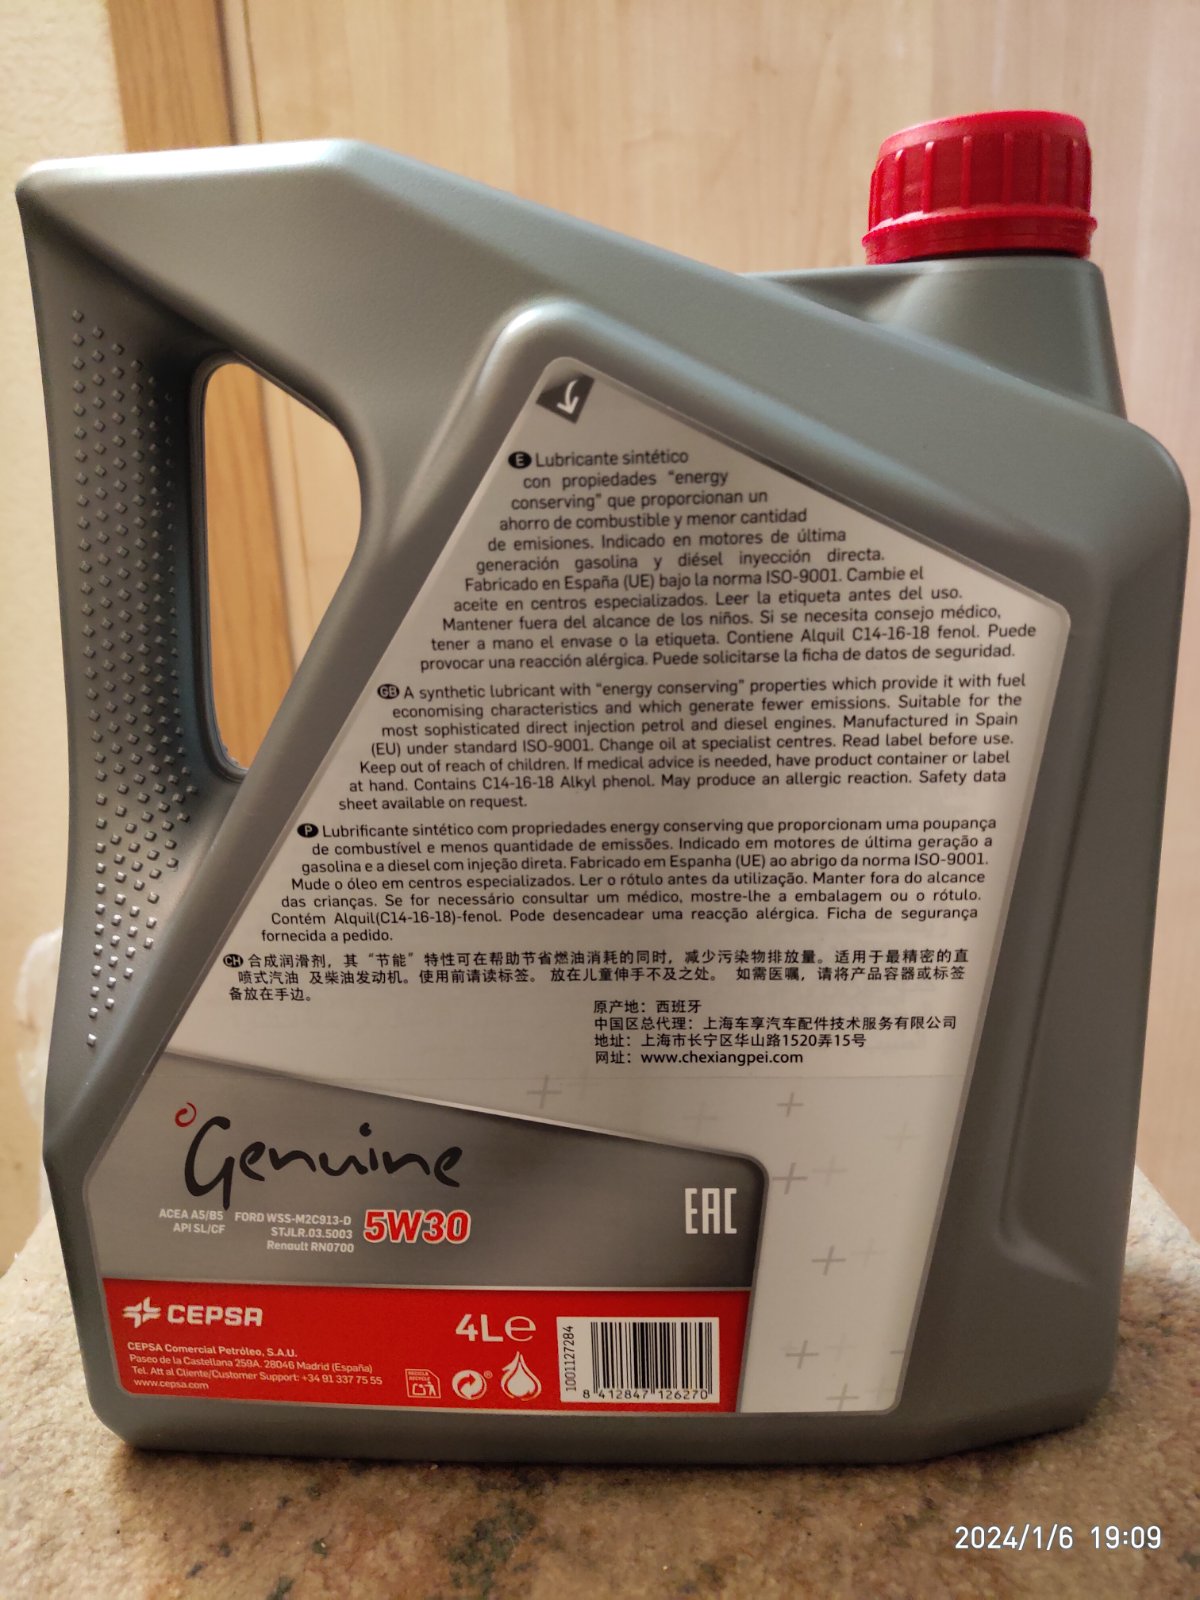 E Lubricante sintético
con propiedades "energy
conserving" que proporcionan un
ahorro de combustible y menor cantidad
de emisiones. Indicado en motores de última
generación gasolina y diésel inyección directa.
Fabricado en España (UE) bajo la norma ISO-9001. Cambie el
aceite en centros especializados. Leer la etiqueta antes del uso.
Mantener fuera del alcance de los niños. Si se necesita consejo médico,
tener a mano el envase o la etiqueta. Contiene Alquil C14-16-18 fenol. Puede
provocar una reacción alérgica. Puede solicitarse la ficha de datos de seguridad.
GB A synthetic lubricant with "energy conserving" properties which provide it with fuel
economising characteristics and which generate fewer emissions. Suitable for the
most sophisticated direct injection petrol and diesel engines. Manufactured in Spain
(EU) under standard ISO-9001. Change oil at specialist centres. Read label before use.
Keep out of reach of children. If medical advice is needed, have product container or label
at hand. Contains C14-16-18 Alkyl phenol. May produce an allergic reaction. Safety data
sheet available on request.
P Lubrificante sintético com propriedades energy conserving que proporcionam uma poupança
de combustível e menos quantidade de emissões. Indicado em motores de última geração a
gasolina e a diesel com injeção direta. Fabricado em Espanha (UE) ao abrigo da norma ISO-9001.
Mude o óleo em centros especializados. Ler o rótulo antes da utilização. Manter fora do alcance
das crianças. Se for necessário consultar um médico, mostre-lhe a embalagem ou o rótulo.
Contém Alquil(C14-16-18)-fenol. Pode desencadear uma reacção alérgica. Ficha de segurança
fornecida a pedido.
CH 合成润滑剂，其“节能”特性可在帮助节省燃油消耗的同时，减少污染物排放量。适用于最精密的直
喷式汽油 及柴油发动机。使用前请读标签。 放在儿童伸手不及之处。 如需医嘱，请将产品容器或标签
备放在手边。
原产地：西班牙
中国区总代理：上海车享汽车配件技术服务有限公司
地址：上海市长宁区华山路1520弄15号
网址：www.chexiangpei.com
Genuine
ACEA A5/B5 FORD WSS-M2C913-D 5W30
API SL/CF STJLR.03.5003
Renault RN0700
EAC
CEPSA
4L e
CEPSA Comercial Petróleo, S.A.U.
Paseo de la Castellana 259A. 28046 Madrid (España)
Tel. Att al Cliente/Customer Support: +34 91 337 75 55
www.cepsa.com
RECICLE
RECYCLE
1001127284
8 412847 126270
2024/1/6 19:09